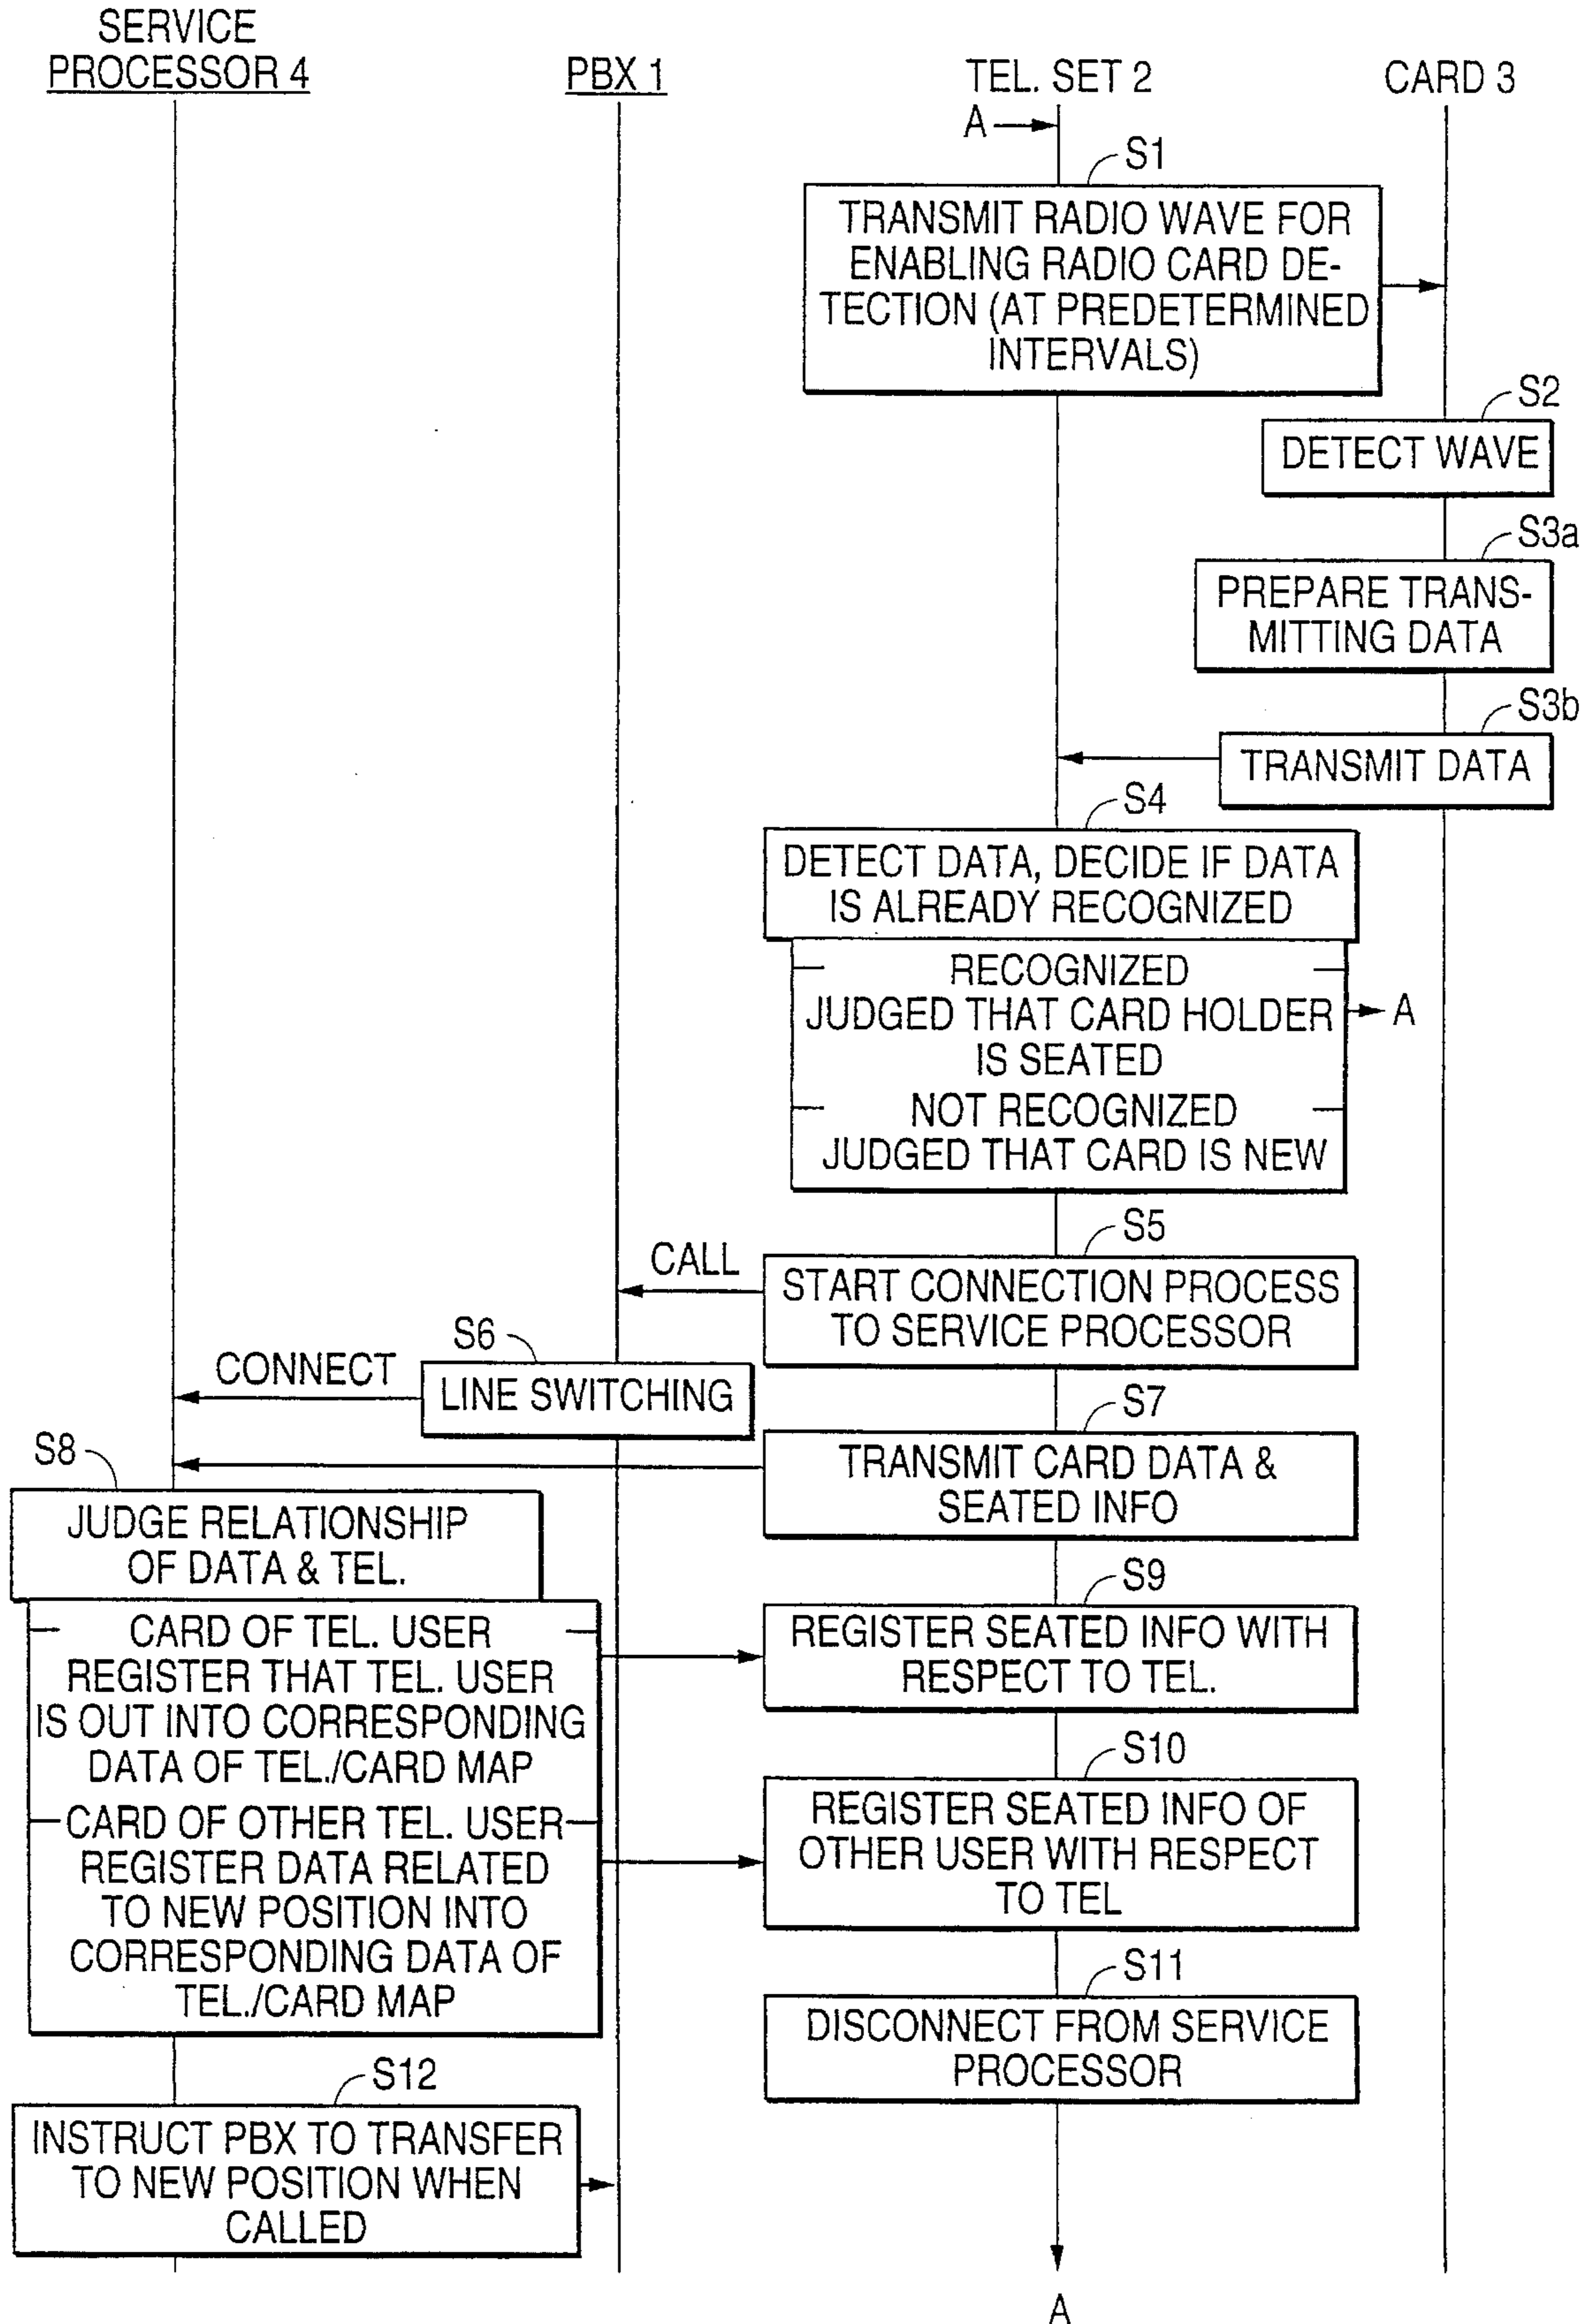 SERVICE
PROCESSOR 4
PBX 1
TEL. SET 2
CARD 3
A
S1
TRANSMIT RADIO WAVE FOR
ENABLING RADIO CARD DE-
TECTION (AT PREDETERMINED
INTERVALS)
S2
DETECT WAVE
S3a
PREPARE TRANS-
MITTING DATA
S3b
TRANSMIT DATA
S4
DETECT DATA, DECIDE IF DATA
IS ALREADY RECOGNIZED
RECOGNIZED
JUDGED THAT CARD HOLDER
IS SEATED
A
NOT RECOGNIZED
JUDGED THAT CARD IS NEW
S5
CALL
START CONNECTION PROCESS
TO SERVICE PROCESSOR
S6
CONNECT
LINE SWITCHING
S7
TRANSMIT CARD DATA &
SEATED INFO
S8
JUDGE RELATIONSHIP
OF DATA & TEL.
CARD OF TEL. USER
REGISTER THAT TEL. USER
IS OUT INTO CORRESPONDING
DATA OF TEL./CARD MAP
CARD OF OTHER TEL. USER
REGISTER DATA RELATED
TO NEW POSITION INTO
CORRESPONDING DATA OF
TEL./CARD MAP
S9
REGISTER SEATED INFO WITH
RESPECT TO TEL.
S10
REGISTER SEATED INFO OF
OTHER USER WITH RESPECT
TO TEL
S11
DISCONNECT FROM SERVICE
PROCESSOR
S12
INSTRUCT PBX TO TRANSFER
TO NEW POSITION WHEN
CALLED
A